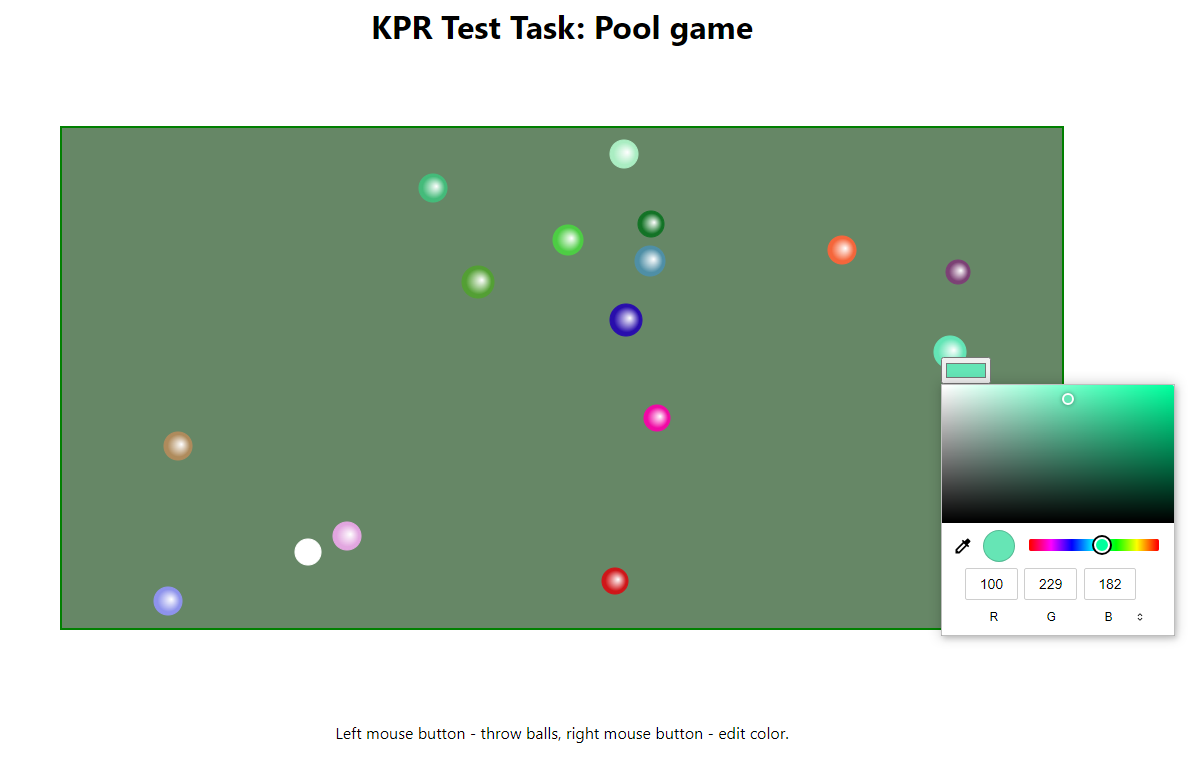 KPR Test Task: Pool game
100 229 182
R G B
Left mouse button - throw balls, right mouse button - edit color.